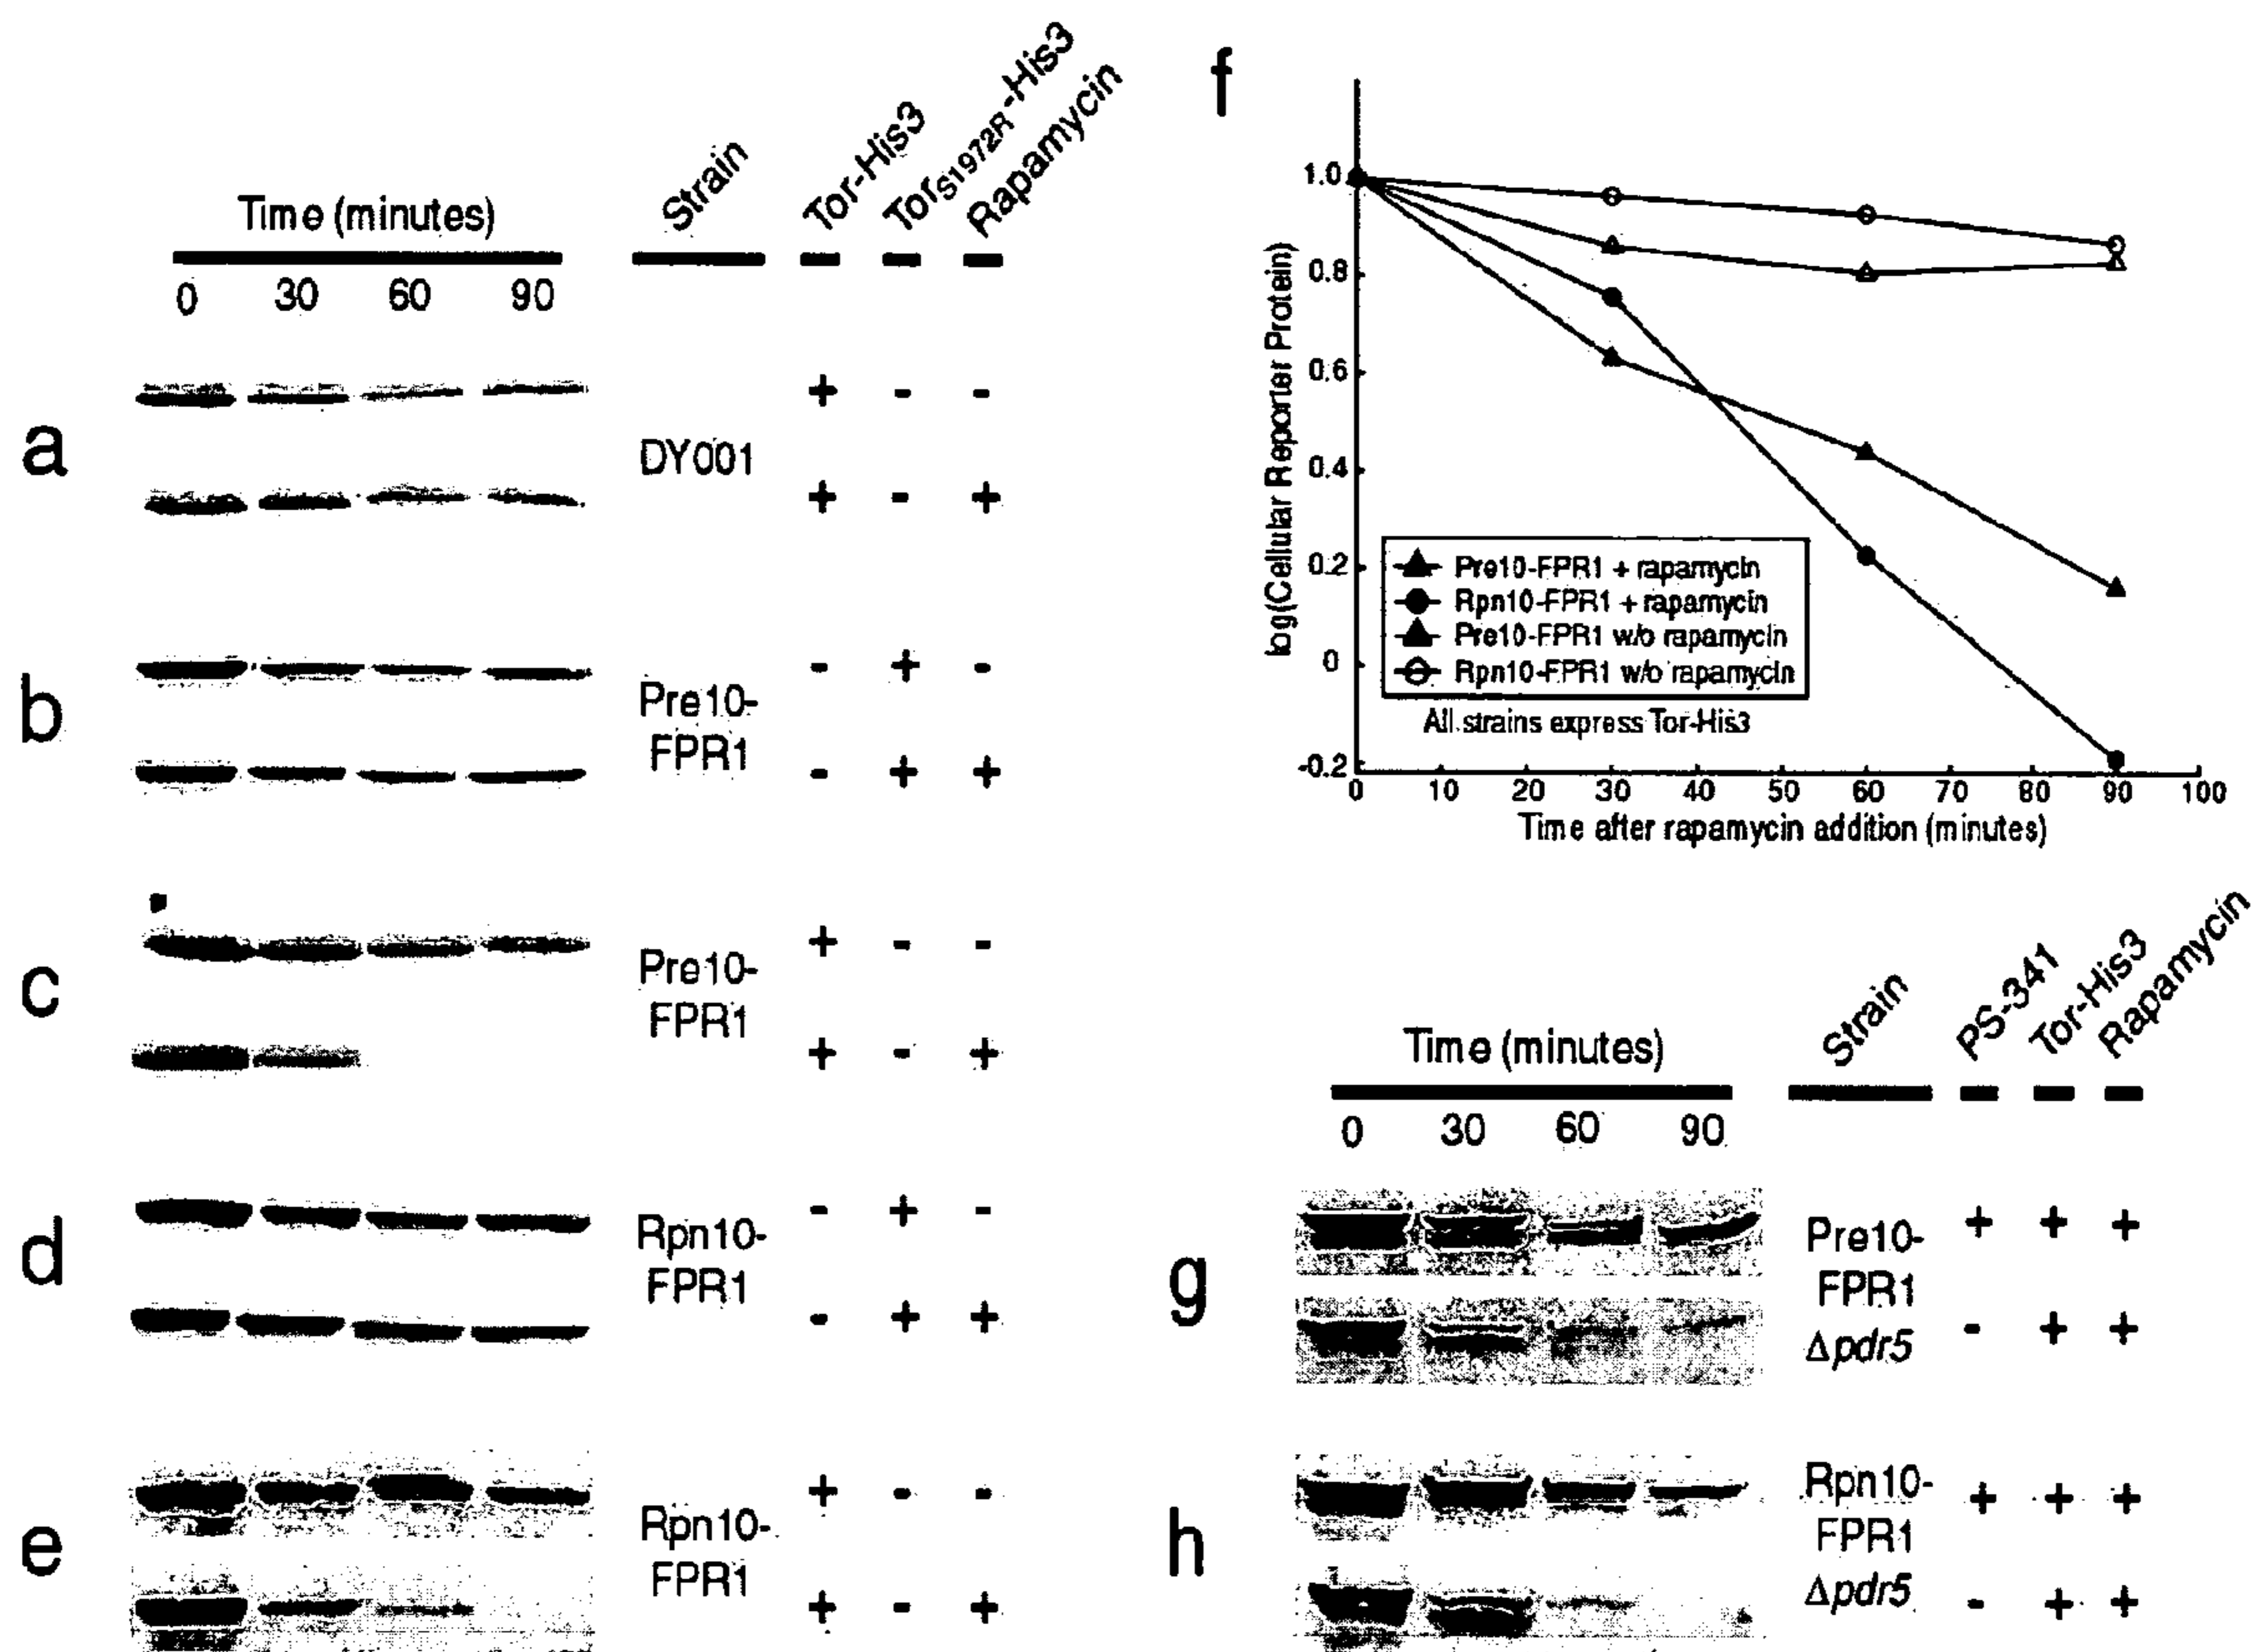 Time (minutes)
Strain
Tor-His3
TorS1972R-His3
Rapamycin
0 30 60 90
a
DY001
+ - -
+ - +
b
Pre10-
FPR1
- + -
- + +
c
Pre10-
FPR1
+ - -
+ - +
d
Rpn10-
FPR1
- + -
- + +
e
Rpn10-
FPR1
+ - -
+ - +
f
log(Cellular Reporter Protein)
1.0
0.8
0.6
0.4
0.2
0
-0.2
Pre10-FPR1 + rapamycin
Rpn10-FPR1 + rapamycin
Pre10-FPR1 w/o rapamycin
Rpn10-FPR1 w/o rapamycin
All strains express Tor-His3
0 10 20 30 40 50 60 70 80 90 100
Time after rapamycin addition (minutes)
Time (minutes)
Strain
PS-341
Tor-His3
Rapamycin
0 30 60 90
g
Pre10-
FPR1
Δpdr5
+ + +
- + +
h
Rpn10-
FPR1
Δpdr5
+ + +
- + +